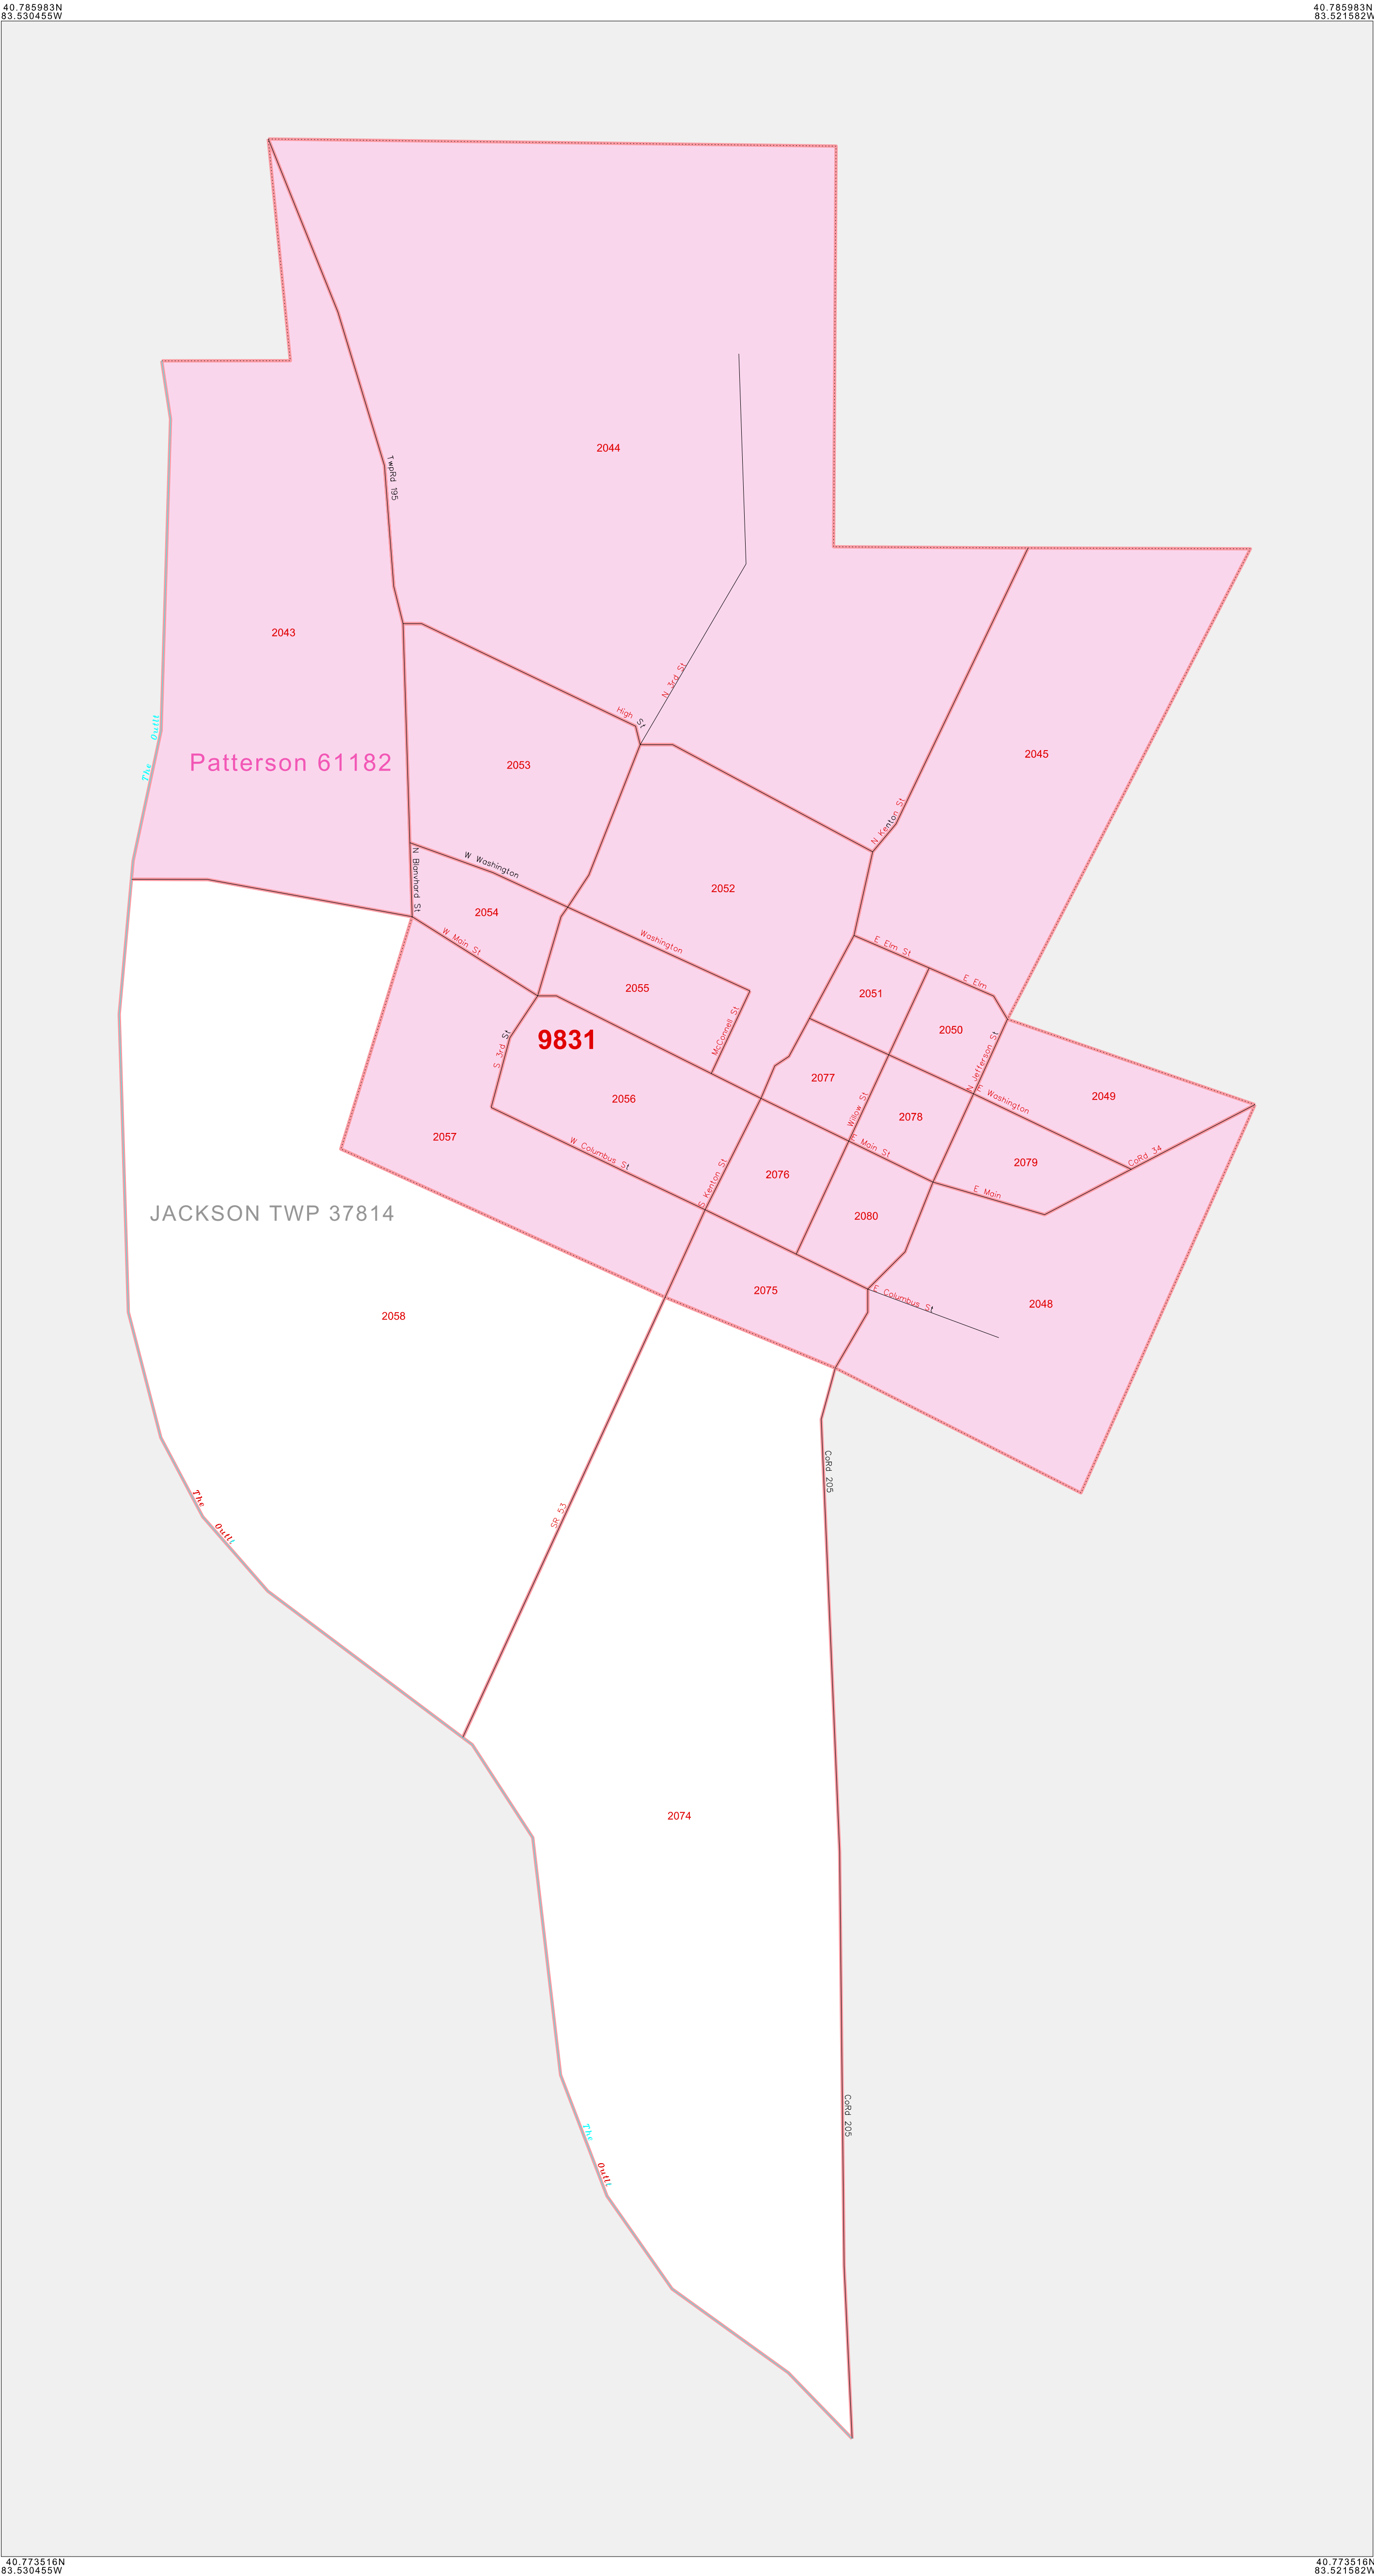 40.785983N
83.530455W
40.785983N
83.521582W
2044
TwpRd 195
2043
N 3rd St
High St
The Outlt
Patterson 61182
2053
2045
N Kenton St
W Washington
N Blanvhard St
2052
2054
W Main St
Washington
E Elm St
E Elm
2055
2051
2050
9831
S 3rd St
McConnell St
N Jefferson St
2077
E Washington
2049
2056
Willow St
2078
2057
W Columbus St
E Main St
CoRd 34
2079
2076
S Kenton St
E Main
JACKSON TWP 37814
2080
2075
E Columbus St
2048
2058
CoRd 205
The Outlt
SR 53
2074
CoRd 205
The Outlt
40.773516N
83.530455W
40.773516N
83.521582W